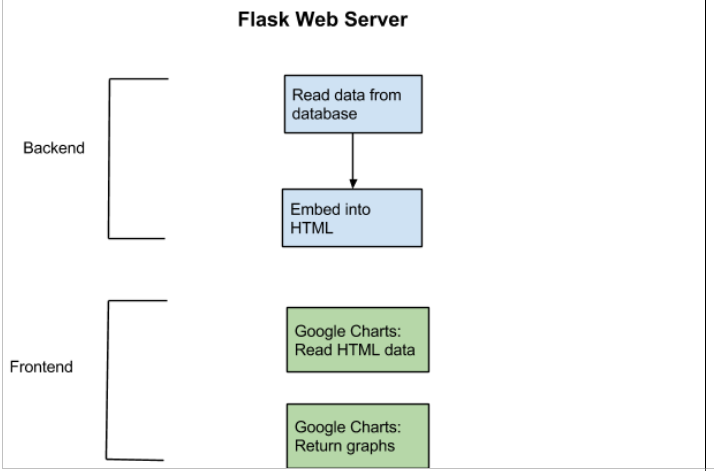 Flask Web Server
Backend
Read data from
database
Embed into
HTML
Frontend
Google Charts:
Read HTML data
Google Charts:
Return graphs